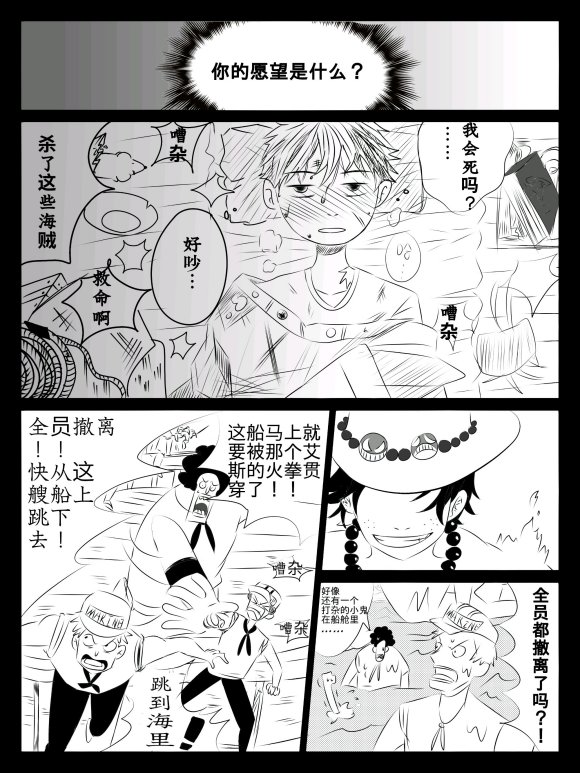 你的愿望是什么？
我会死吗？
……
嘈杂
杀了这些海贼
好吵…
救命啊
嘈杂
这船马上就
要被那个艾
斯的火拳贯
穿了！！
全员撤离
！！
快从这
艘船上
跳下！
去！
嘈杂
嘈杂
MARINE
跳到海里
好像
还有一个
打杂的小鬼
在船舱里
……
全员都撤离了吗？！
MARINE